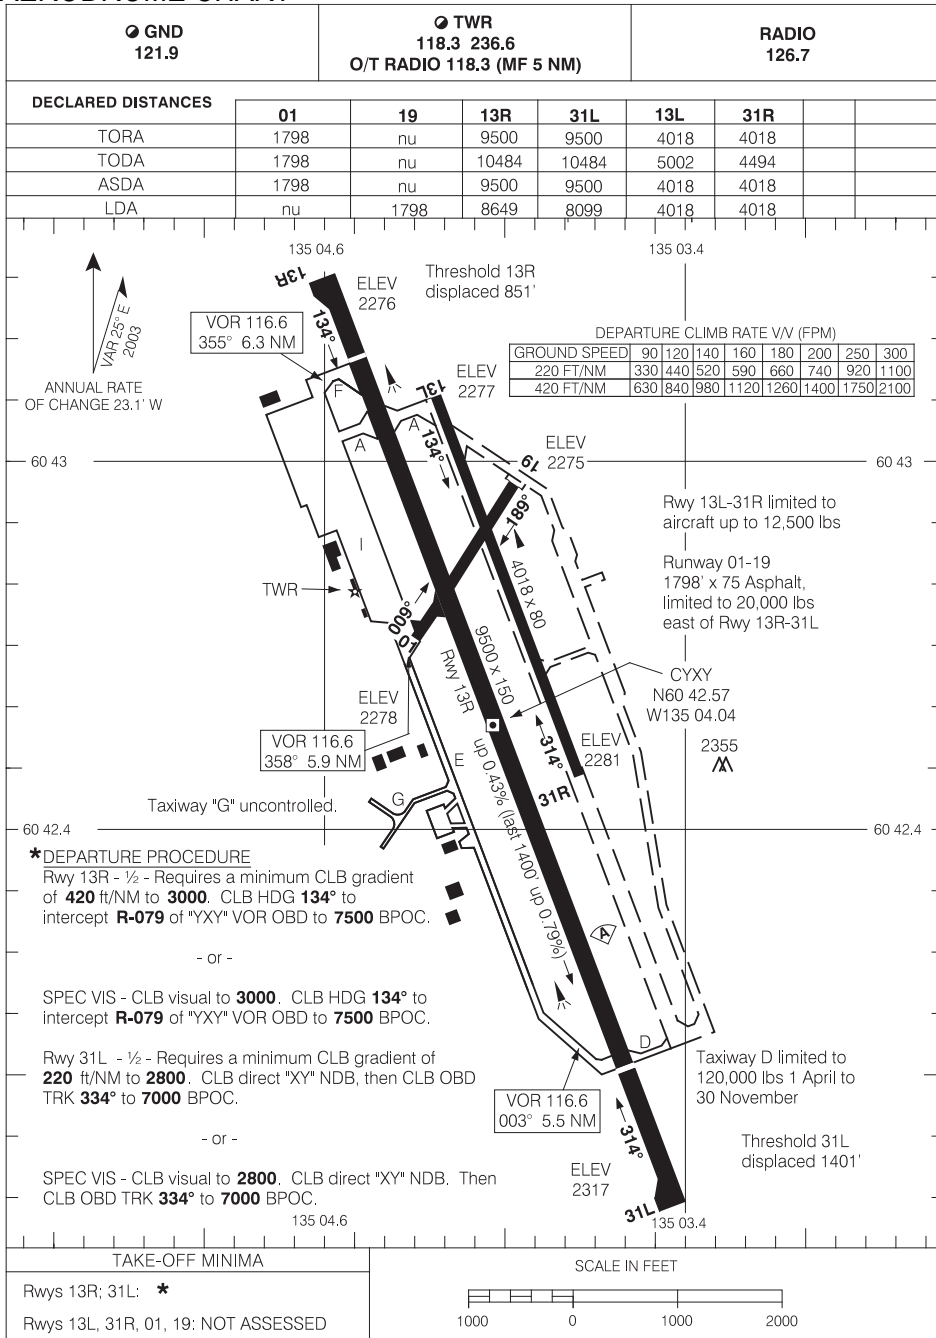 AERODROME CHART
GND
121.9
TWR
118.3 236.6
O/T RADIO 118.3 (MF 5 NM)
RADIO
126.7
DECLARED DISTANCES 01 19 13R 31L 13L 31R
TORA 1798 nu 9500 9500 4018 4018
TODA 1798 nu 10484 10484 5002 4494
ASDA 1798 nu 9500 9500 4018 4018
LDA nu 1798 8649 8099 4018 4018
135 04.6
135 03.4
VAR 25° E
2003
ANNUAL RATE
OF CHANGE 23.1' W
13R
ELEV
2276
Threshold 13R
displaced 851'
134°
VOR 116.6
355° 6.3 NM
DEPARTURE CLIMB RATE V/V (FPM)
GROUND SPEED 90 120 140 160 180 200 250 300
220 FT/NM 330 440 520 590 660 740 920 1100
420 FT/NM 630 840 980 1120 1260 1400 1750 2100
ELEV
2277
13L
F
A
A
134°
ELEV
2275
19
60 43
60 43
189°
Rwy 13L-31R limited to
aircraft up to 12,500 lbs
I
Runway 01-19
1798' x 75 Asphalt,
limited to 20,000 lbs
east of Rwy 13R-31L
TWR
4018 x 80
009°
01
9500 x 150
Rwy 13R
up 0.43% (last 1400' up 0.79%)
CYXY
N60 42.57
W135 04.04
ELEV
2278
VOR 116.6
358° 5.9 NM
E
314°
ELEV
2281
31R
2355
G
Taxiway "G" uncontrolled.
60 42.4
*DEPARTURE PROCEDURE
Rwy 13R - ½ - Requires a minimum CLB gradient
of 420 ft/NM to 3000. CLB HDG 134° to
intercept R-079 of "YXY" VOR OBD to 7500 BPOC.
- or -
SPEC VIS - CLB visual to 3000. CLB HDG 134° to
intercept R-079 of "YXY" VOR OBD to 7500 BPOC.
Rwy 31L - ½ - Requires a minimum CLB gradient of
220 ft/NM to 2800. CLB direct "XY" NDB, then CLB OBD
TRK 334° to 7000 BPOC.
- or -
SPEC VIS - CLB visual to 2800. CLB direct "XY" NDB. Then
CLB OBD TRK 334° to 7000 BPOC.
60 42.4
A
D
Taxiway D limited to
120,000 lbs 1 April to
30 November
VOR 116.6
003° 5.5 NM
314°
Threshold 31L
displaced 1401'
ELEV
2317
31L
135 04.6
135 03.4
TAKE-OFF MINIMA
Rwys 13R; 31L: *
Rwys 13L, 31R, 01, 19: NOT ASSESSED
SCALE IN FEET
1000 0 1000 2000